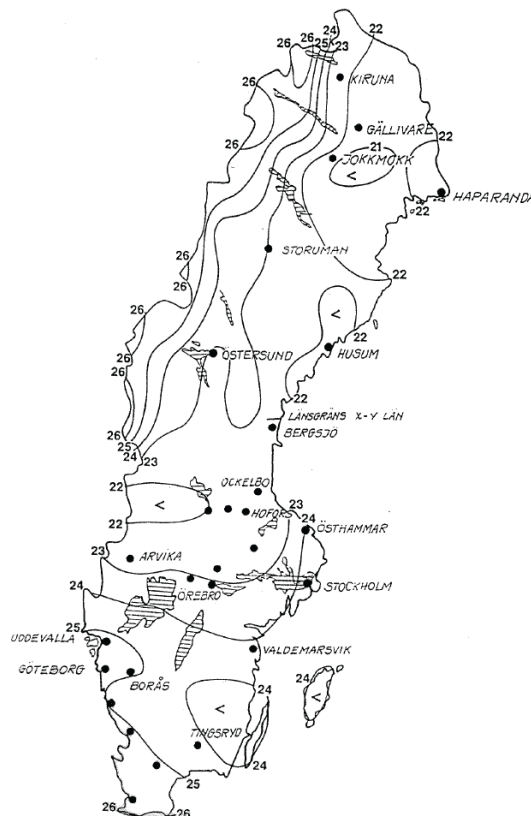 24
22
26
25
23
26
KIRUNA
26
GÄLLIVARE
22
26
21
JOKKMOKK
<
HAPARANDA
22
STORUMAN
22
26
26
<
26
22
26
ÖSTERSUND
HUSUM
26
22
LÄNSGRÄNS X-Y LÄN
26
BERGSJÖ
25
24
23
OCKELBO
22
<
23
HOFORS
24
22
ÖSTHAMMAR
23
ARVIKA
24
ÖREBRO
STOCKHOLM
25
UDDEVALLA
VALDEMARSVIK
GÖTEBORG
24
BORÅS
24
<
<
TINGSRYD
24
25
26
26